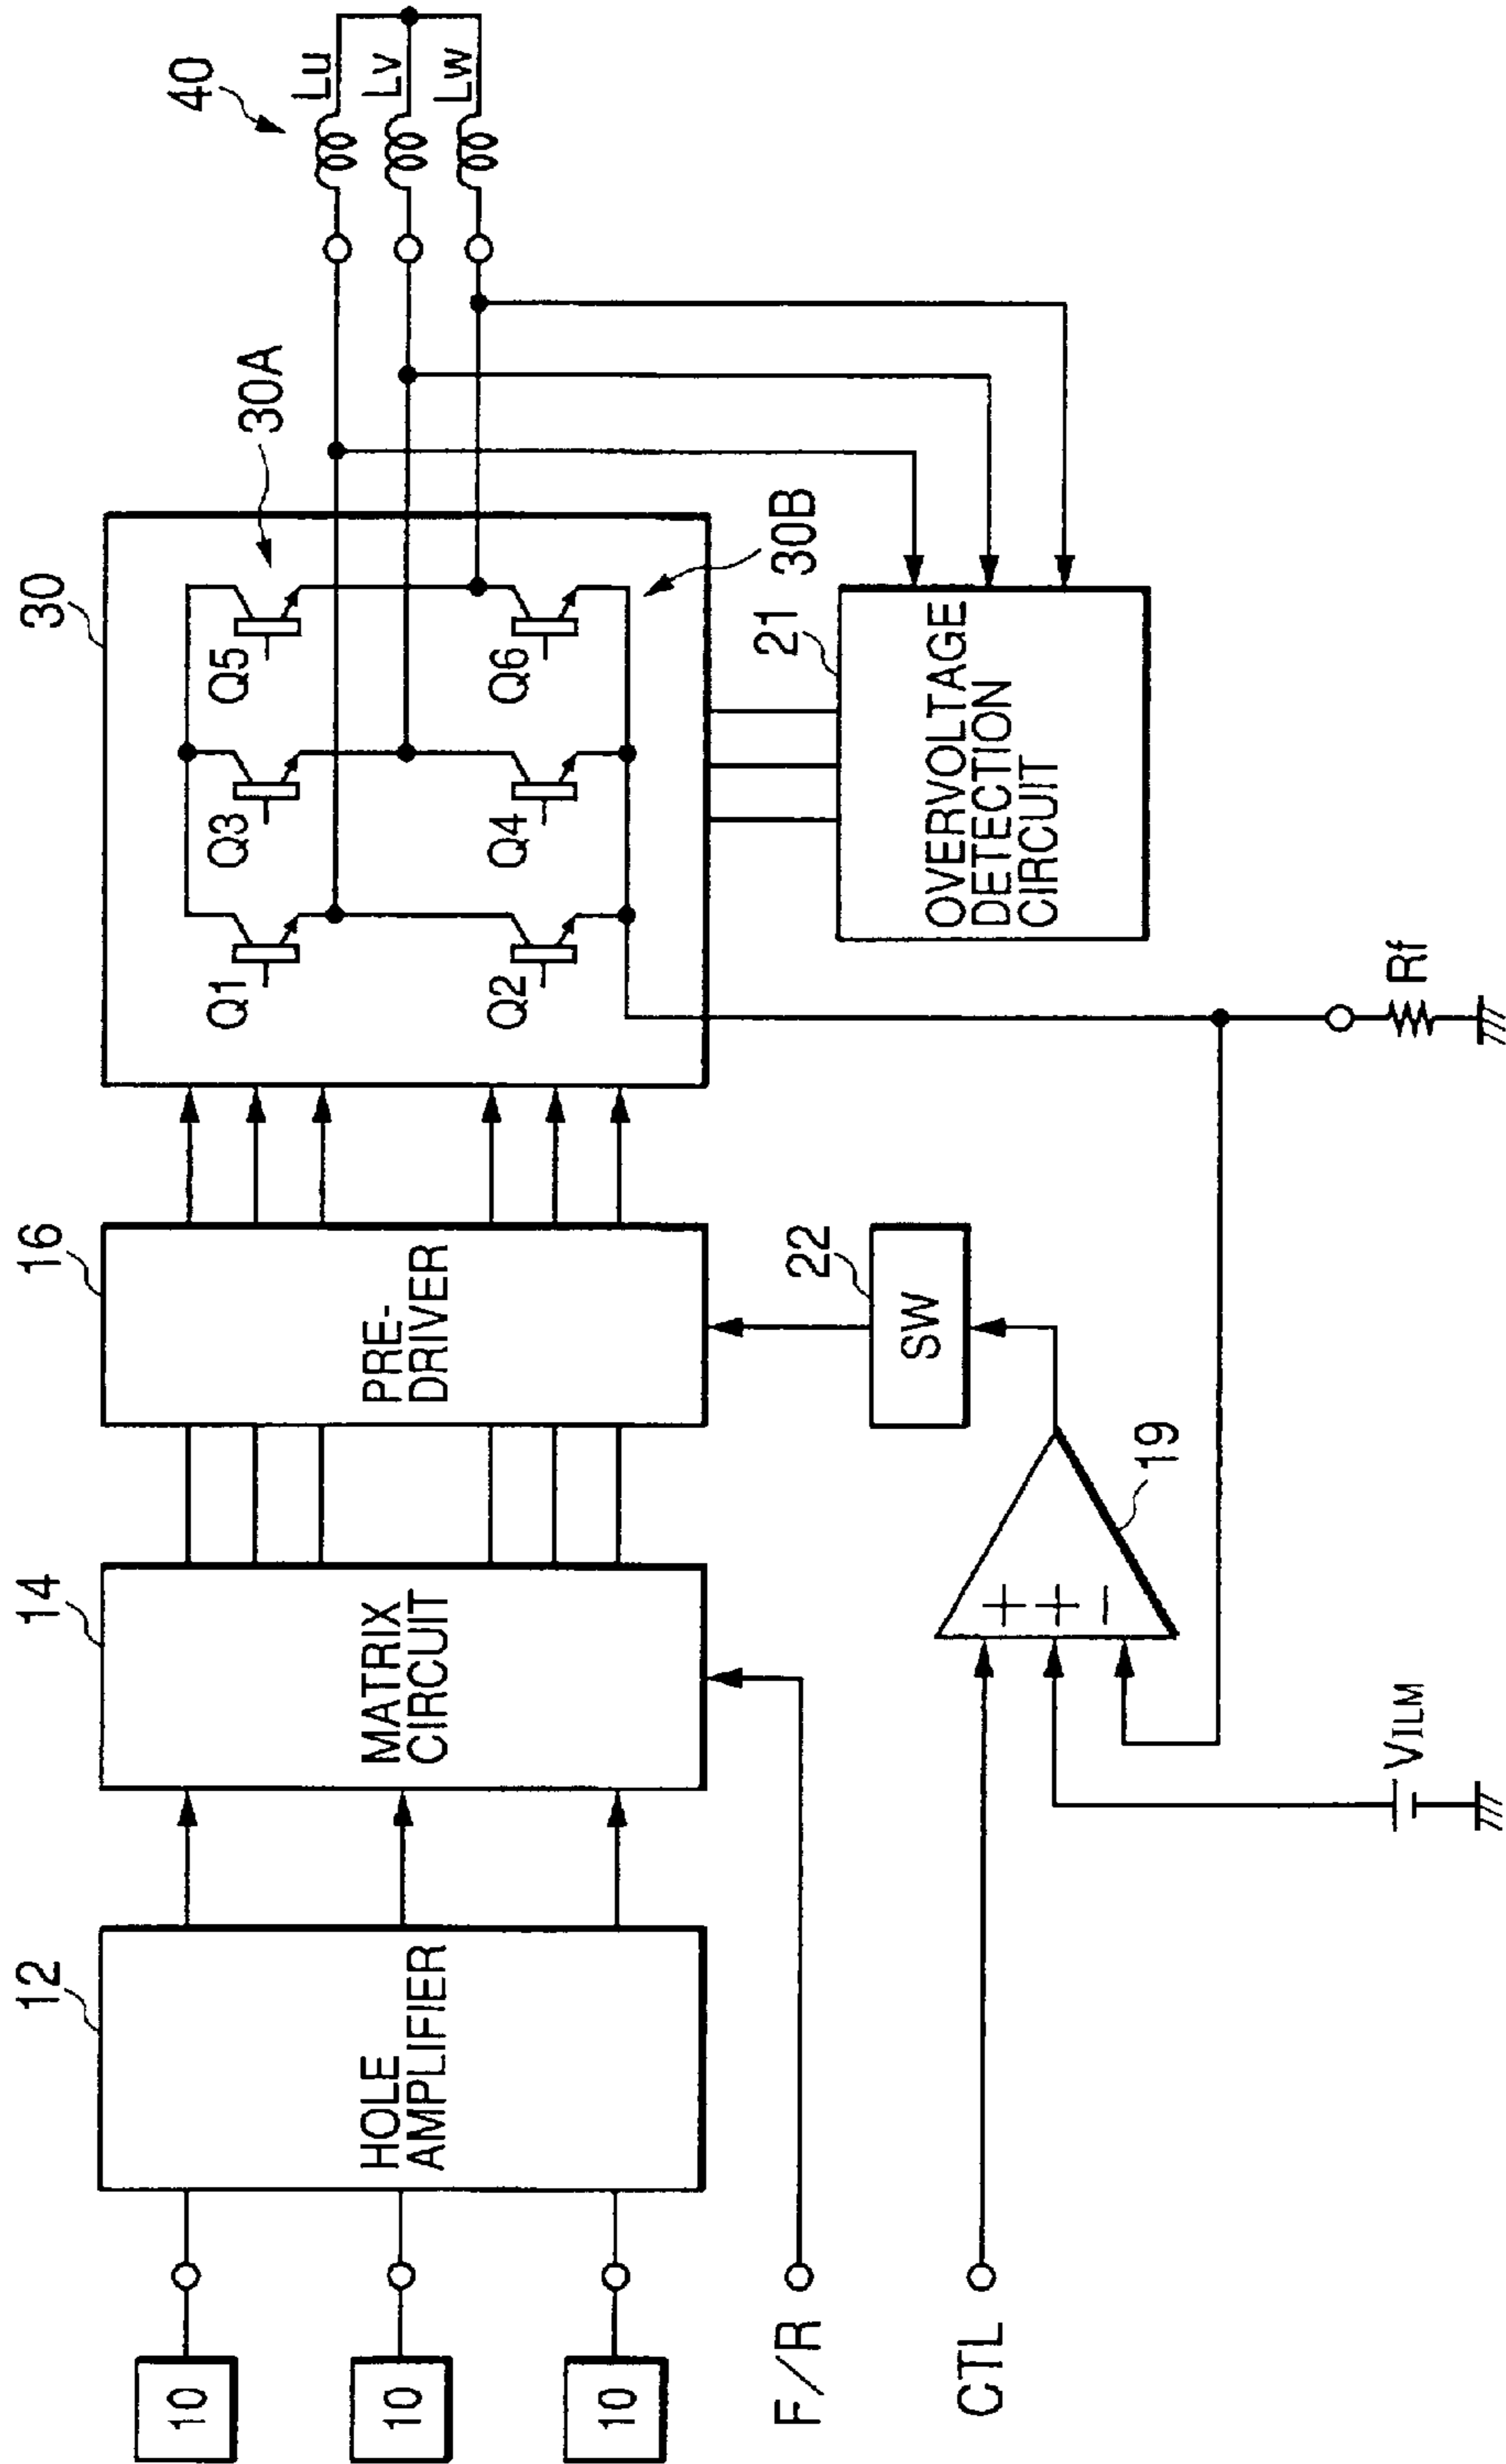 12
14
16
30
40
10
10
10
HOLE
AMPLIFIER
MATRIX
CIRCUIT
PRE-
DRIVER
Q1
Q3
Q5
30A
Q2
Q4
Q6
30B
Lu
Lv
Lw
F/R
CTL
22
SW
21
OVERVOLTAGE
DETECTION
CIRCUIT
+
+
−
19
VILM
Rf